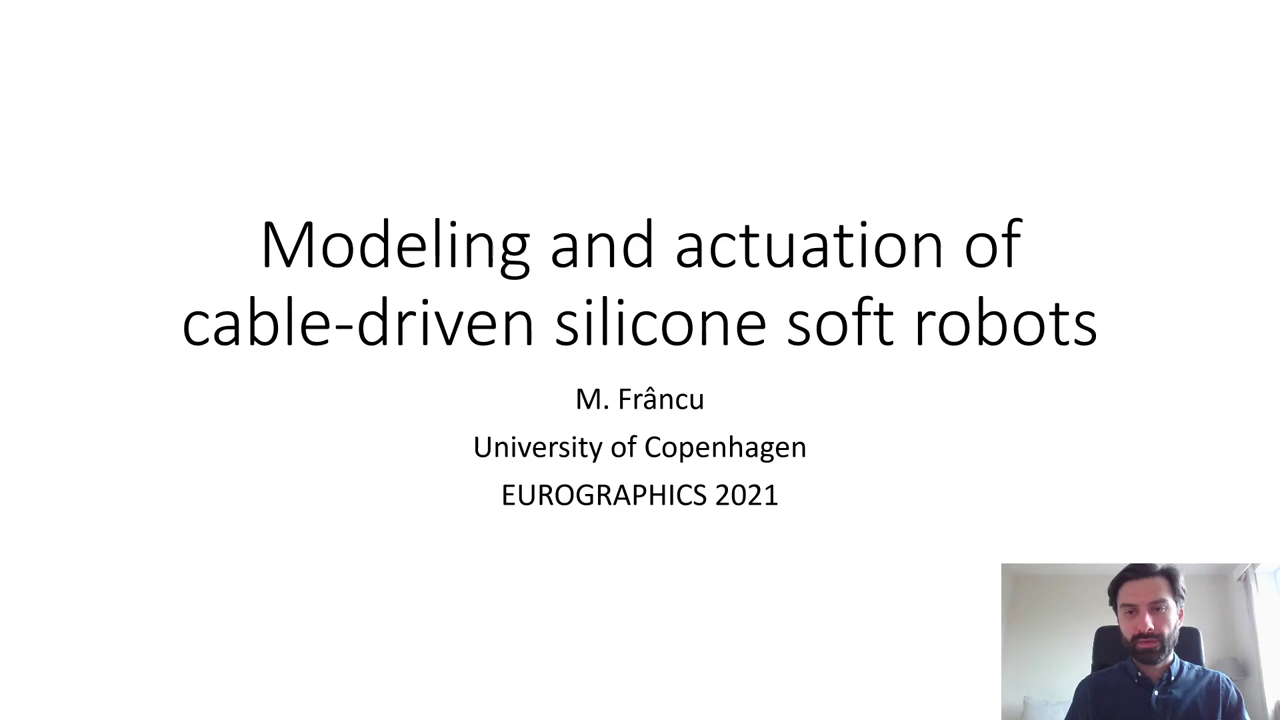 Modeling and actuation of
cable-driven silicone soft robots
M. Frâncu
University of Copenhagen
EUROGRAPHICS 2021